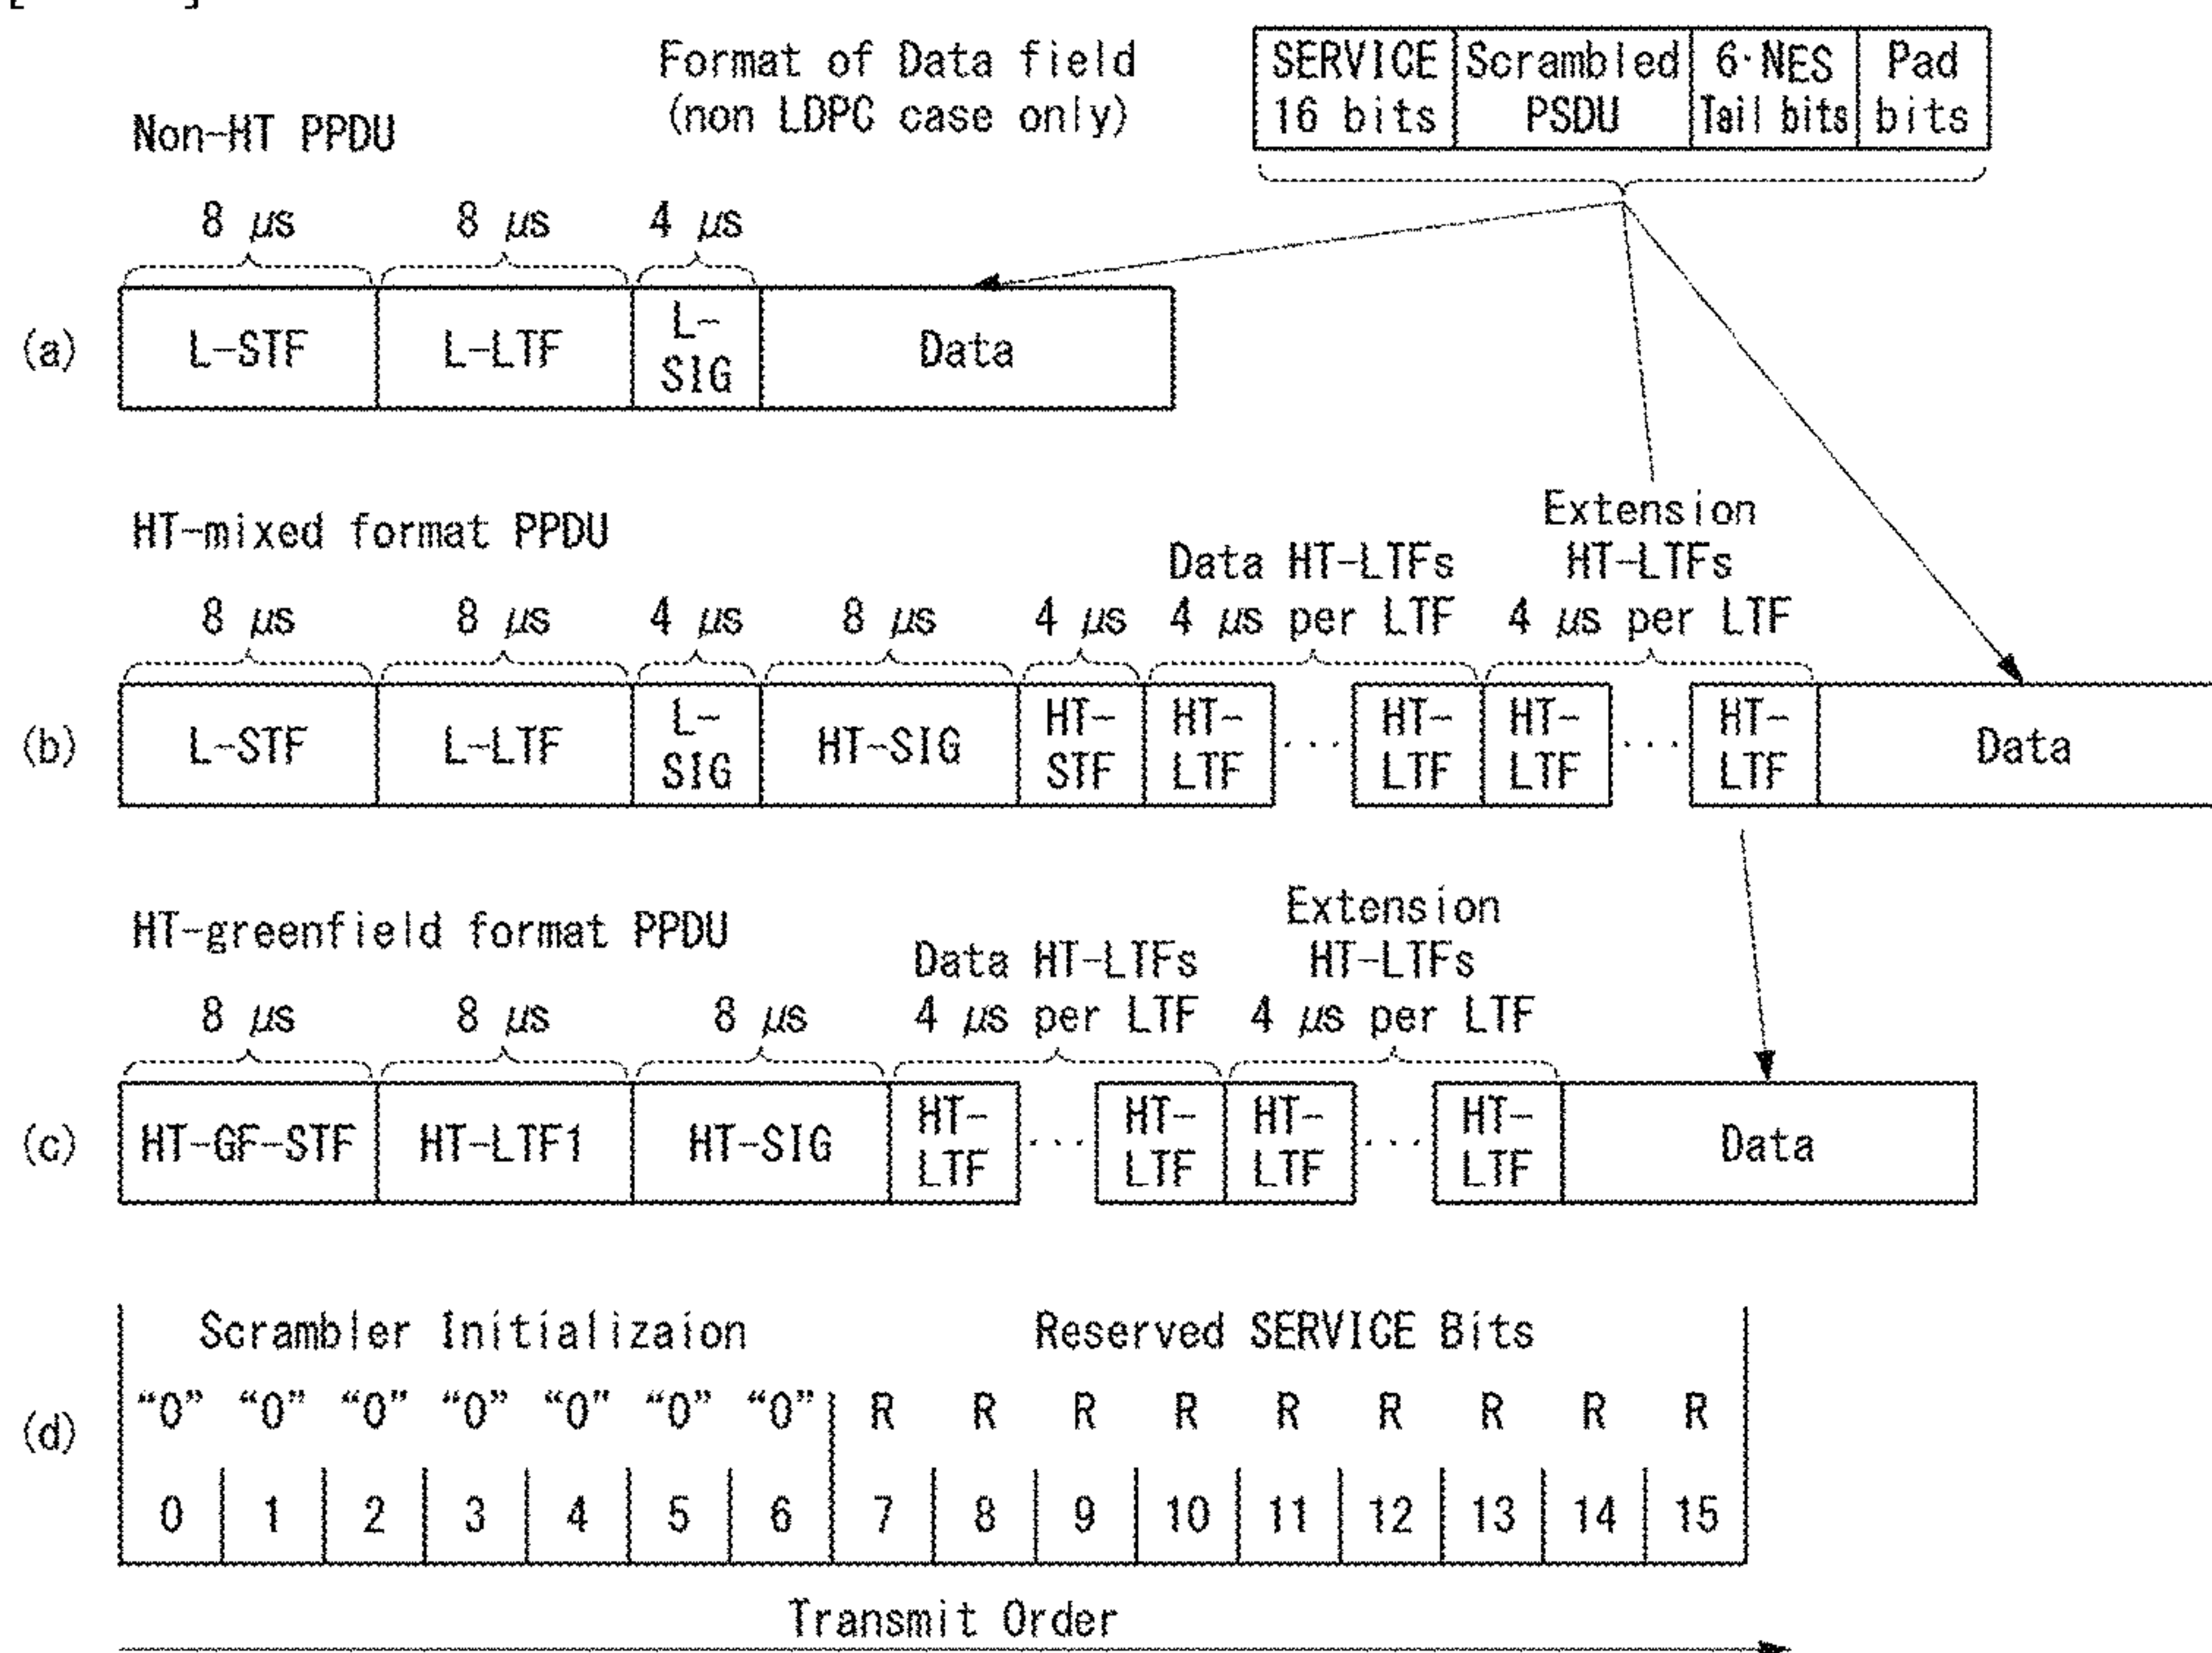 Format of Data field
(non LDPC case only)
SERVICE
16 bits
Scrambled
PSDU
6·NES
Tail bits
Pad
bits
Non-HT PPDU
8 μs
8 μs
4 μs
(a)
L-STF
L-LTF
L-
SIG
Data
HT-mixed format PPDU
8 μs
8 μs
4 μs
8 μs
4 μs
Data HT-LTFs
4 μs per LTF
Extension
HT-LTFs
4 μs per LTF
(b)
L-STF
L-LTF
L-
SIG
HT-SIG
HT-
STF
HT-
LTF
...
HT-
LTF
HT-
LTF
...
HT-
LTF
Data
HT-greenfield format PPDU
8 μs
8 μs
8 μs
Data HT-LTFs
4 μs per LTF
Extension
HT-LTFs
4 μs per LTF
(c)
HT-GF-STF
HT-LTF1
HT-SIG
HT-
LTF
...
HT-
LTF
HT-
LTF
...
HT-
LTF
Data
(d)
Scrambler Initializaion
Reserved SERVICE Bits
“0” “0” “0” “0” “0” “0” “0” R R R R R R R R R
0 1 2 3 4 5 6 7 8 9 10 11 12 13 14 15
Transmit Order